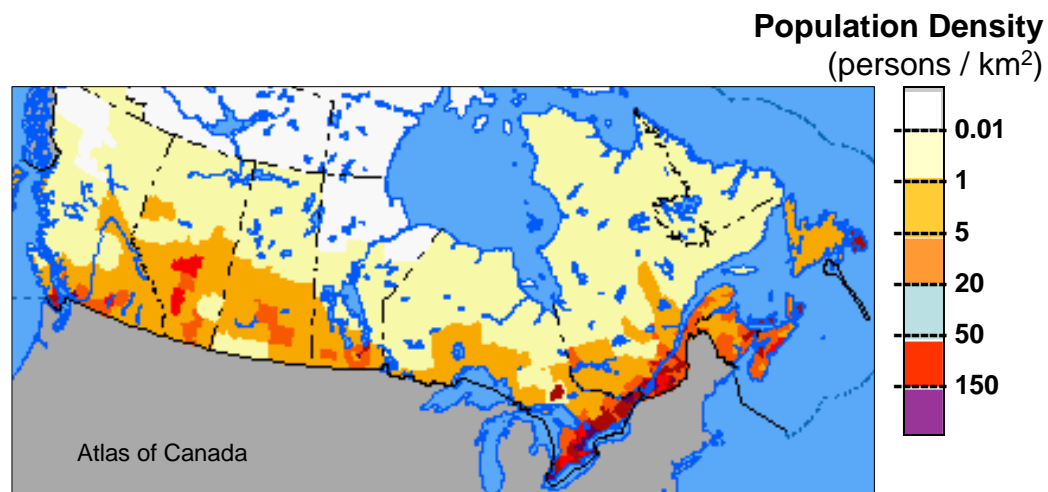 Population Density
(persons / km²)
0.01
1
5
20
50
150
Atlas of Canada